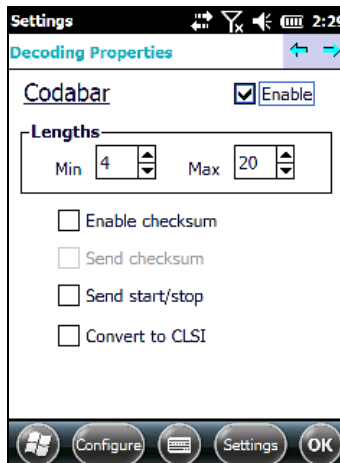 Settings 2:29
Decoding Properties
Codabar Enable
Lengths
Min 4 Max 20
Enable checksum
Send checksum
Send start/stop
Convert to CLSI
Configure Settings OK